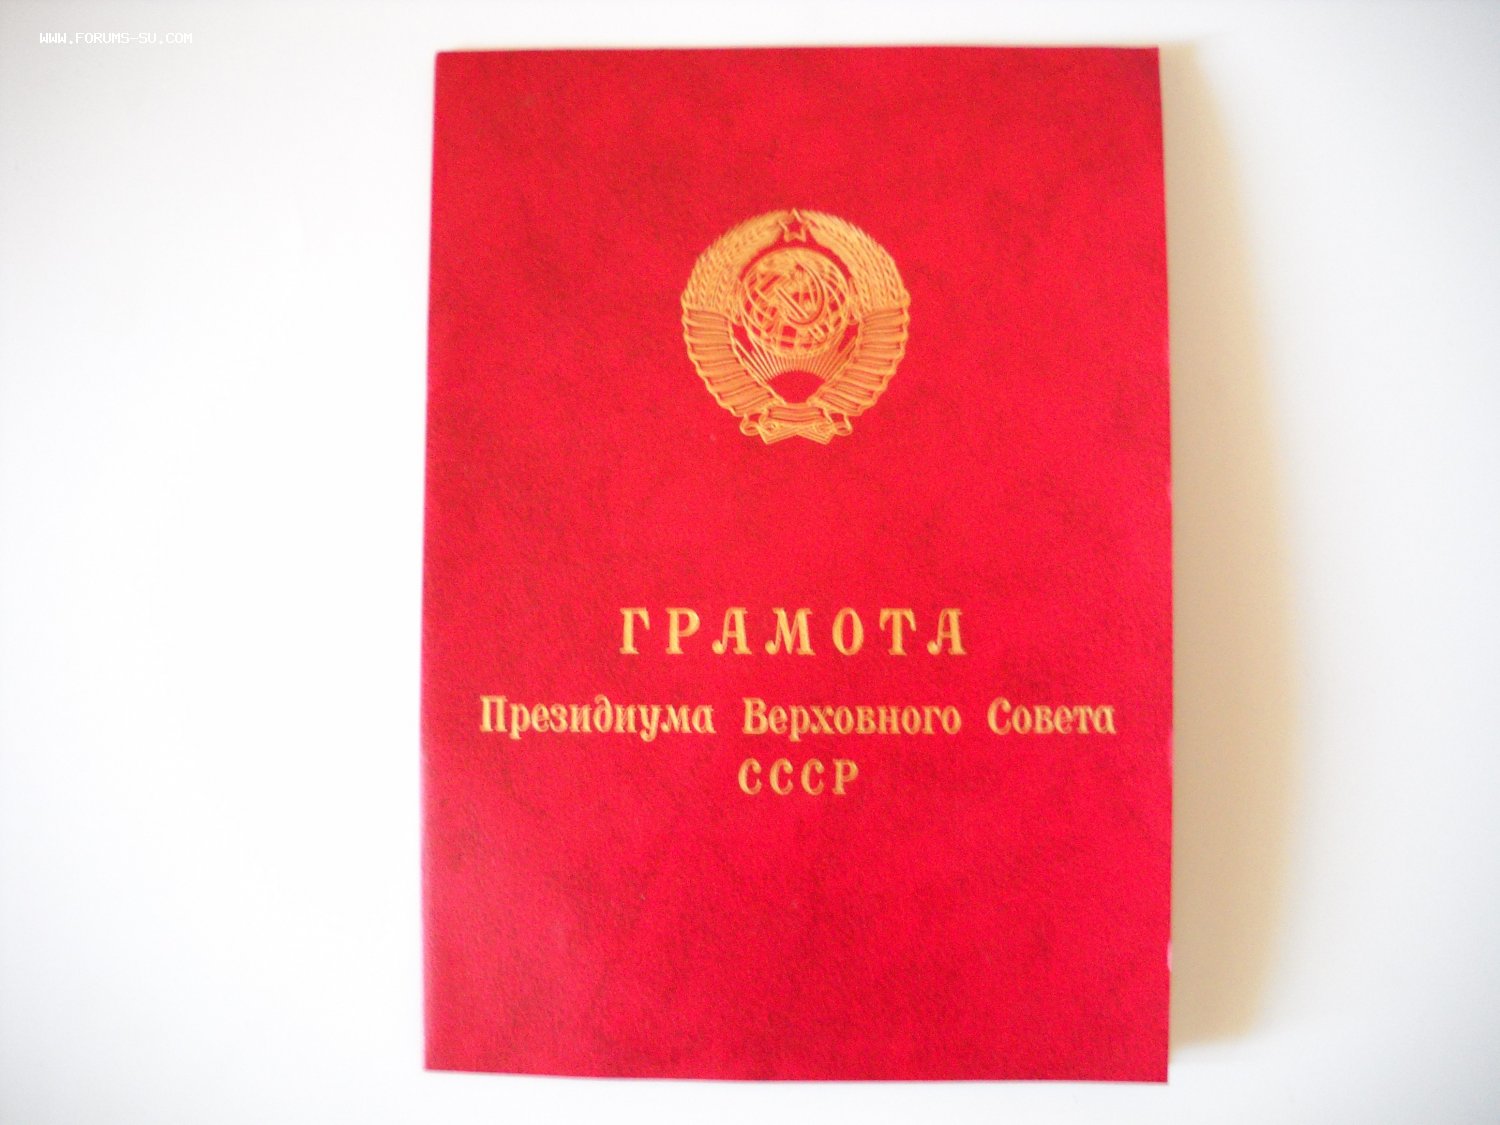 WWW.FORUMS-SU.COM
ГРАМОТА
Президиума Верховного Совета
СССР